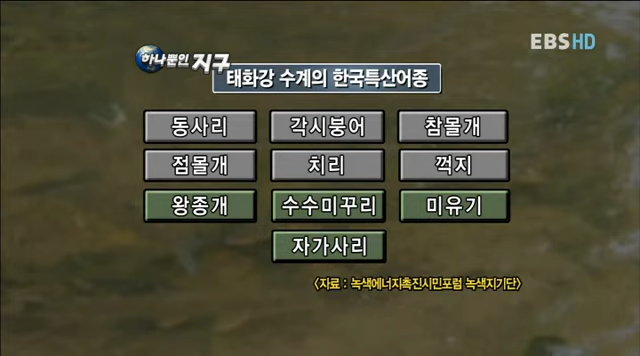 EBS HD
하나뿐인 지구
태화강 수계의 한국특산어종
동사리 각시붕어 참몰개
점몰개 치리 꺽지
왕종개 수수미꾸리 미유기
자가사리
<자료 : 녹색에너지촉진시민포럼 녹색지기단>